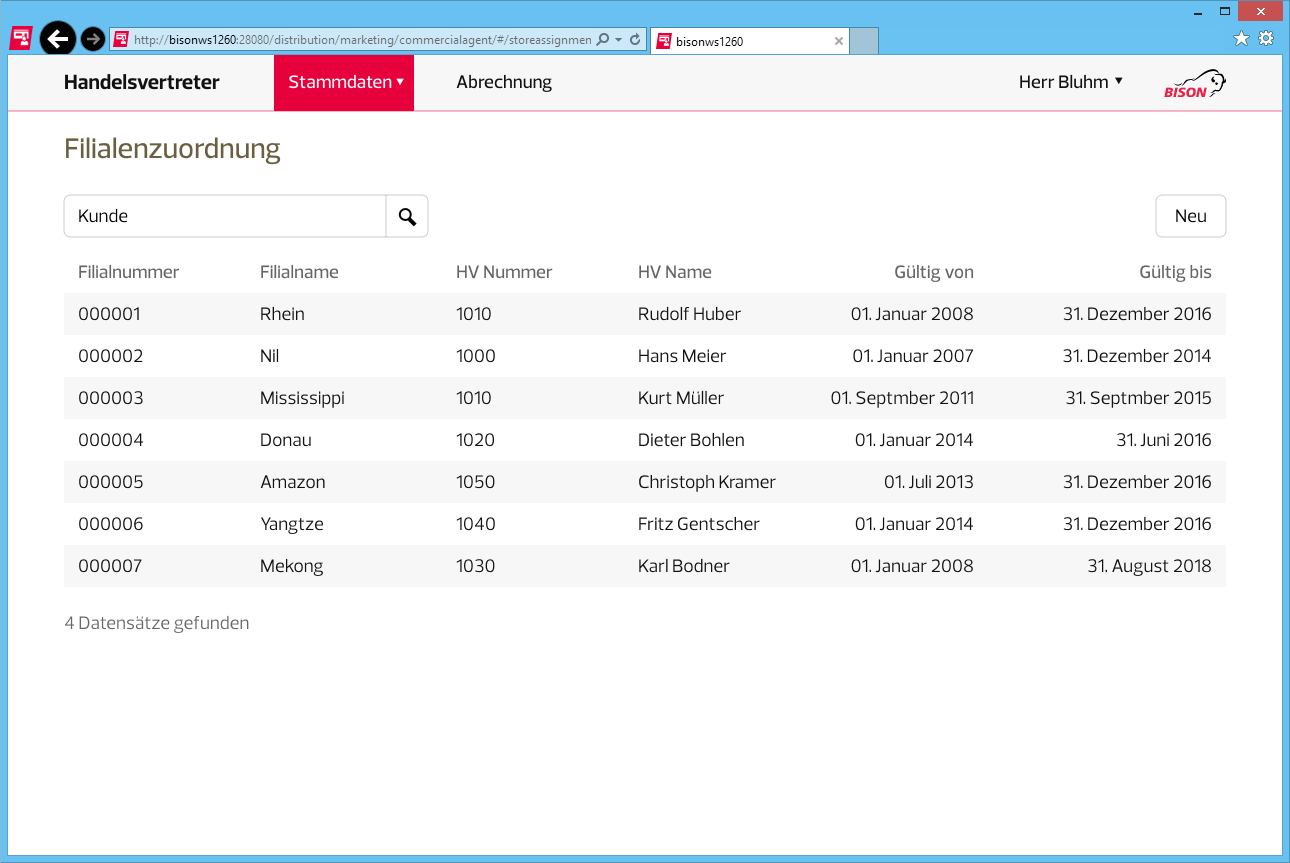 http://bisonws1260:28080/distribution/marketing/commercialagent/#/storeassignmen bisonws1260
Handelsvertreter Stammdaten Abrechnung Herr Bluhm BISON
Filialenzuordnung
Kunde Neu
Filialnummer Filialname HV Nummer HV Name Gültig von Gültig bis
000001 Rhein 1010 Rudolf Huber 01. Januar 2008 31. Dezember 2016
000002 Nil 1000 Hans Meier 01. Januar 2007 31. Dezember 2014
000003 Mississippi 1010 Kurt Müller 01. Septmber 2011 31. Septmber 2015
000004 Donau 1020 Dieter Bohlen 01. Januar 2014 31. Juni 2016
000005 Amazon 1050 Christoph Kramer 01. Juli 2013 31. Dezember 2016
000006 Yangtze 1040 Fritz Gentscher 01. Januar 2014 31. Dezember 2016
000007 Mekong 1030 Karl Bodner 01. Januar 2008 31. August 2018
4 Datensätze gefunden